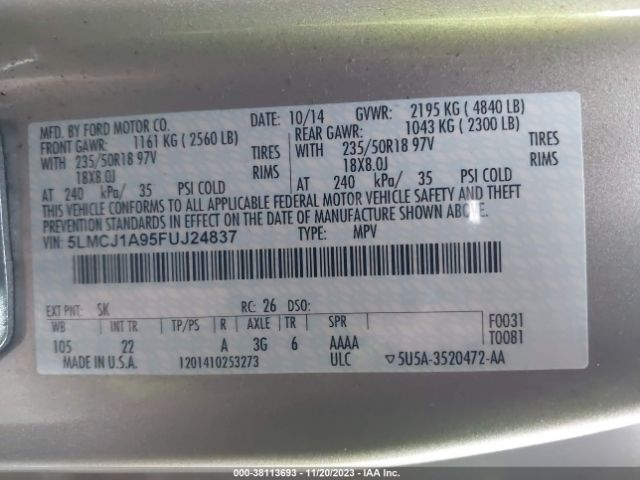 MFD. BY FORD MOTOR CO. DATE: 10/14 GVWR: 2195 KG ( 4840 LB)
FRONT GAWR: 1161 KG ( 2560 LB) REAR GAWR: 1043 KG ( 2300 LB)
WITH 235/50R18 97V TIRES WITH 235/50R18 97V TIRES
18X8.0J RIMS 18X8.0J RIMS
AT 240 kPa/ 35 PSI COLD AT 240 kPa/ 35 PSI COLD
THIS VEHICLE CONFORMS TO ALL APPLICABLE FEDERAL MOTOR VEHICLE SAFETY AND THEFT
PREVENTION STANDARDS IN EFFECT ON THE DATE OF MANUFACTURE SHOWN ABOVE.
VIN: 5LMCJ1A95FUJ24837 TYPE: MPV
EXT PNT: SK RC: 26 DSO:
WB INT TR TP/PS R AXLE TR SPR F0031
105 22 A 3G 6 AAAA T0081
MADE IN U.S.A. 1201410253273 ULC ▽5U5A-3520472-AA
000-38113693 - 11/20/2023 - IAA Inc.